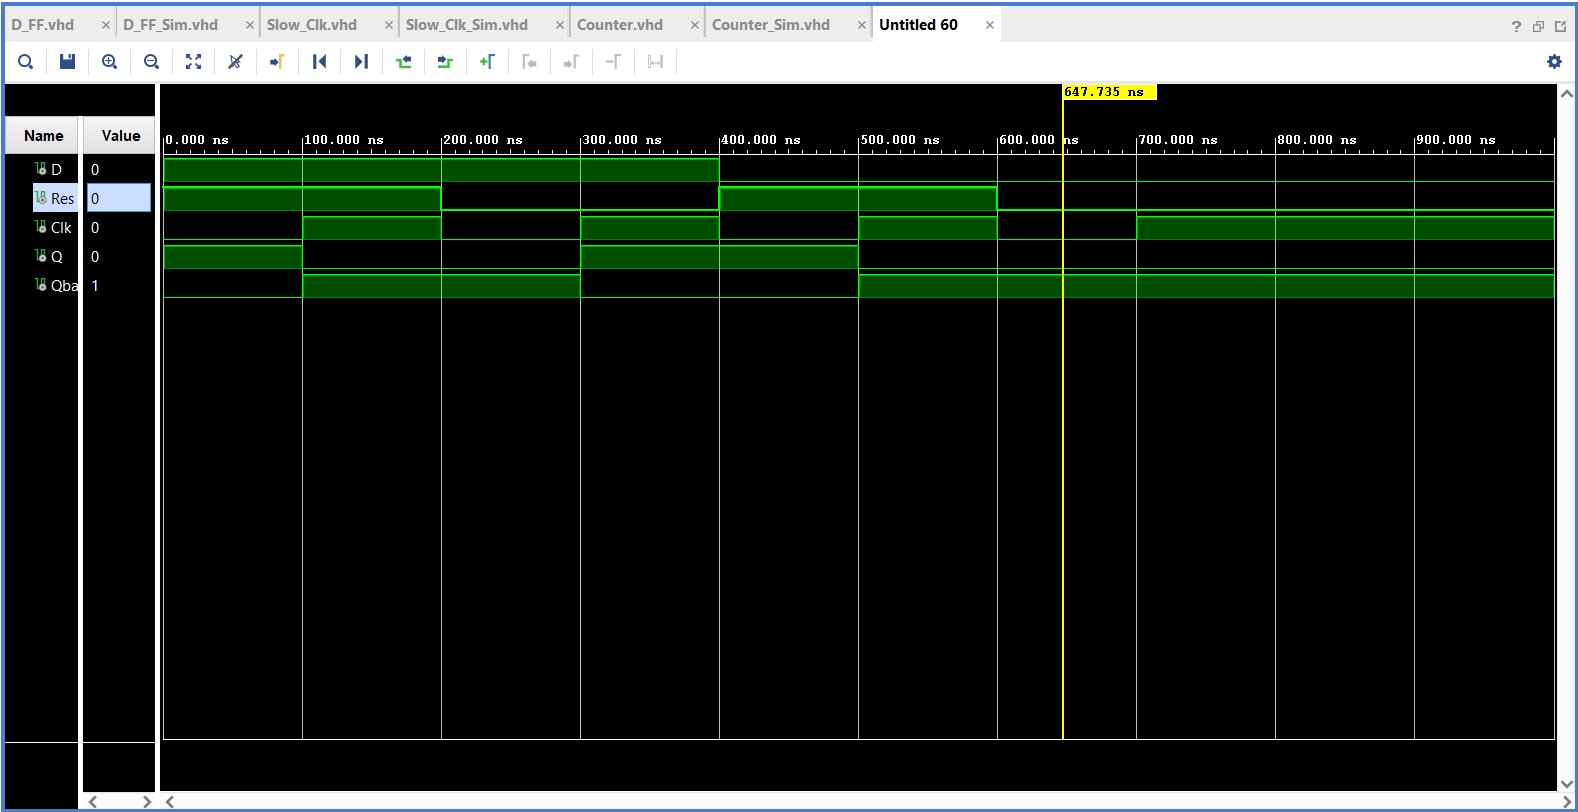 D_FF.vhd × D_FF_Sim.vhd × Slow_Clk.vhd × Slow_Clk_Sim.vhd × Counter.vhd × Counter_Sim.vhd × Untitled 60 ×
?
647.735 ns
Name Value
0.000 ns 100.000 ns 200.000 ns 300.000 ns 400.000 ns 500.000 ns 600.000 ns 700.000 ns 800.000 ns 900.000 ns
D 0
Res 0
Clk 0
Q 0
Qba 1